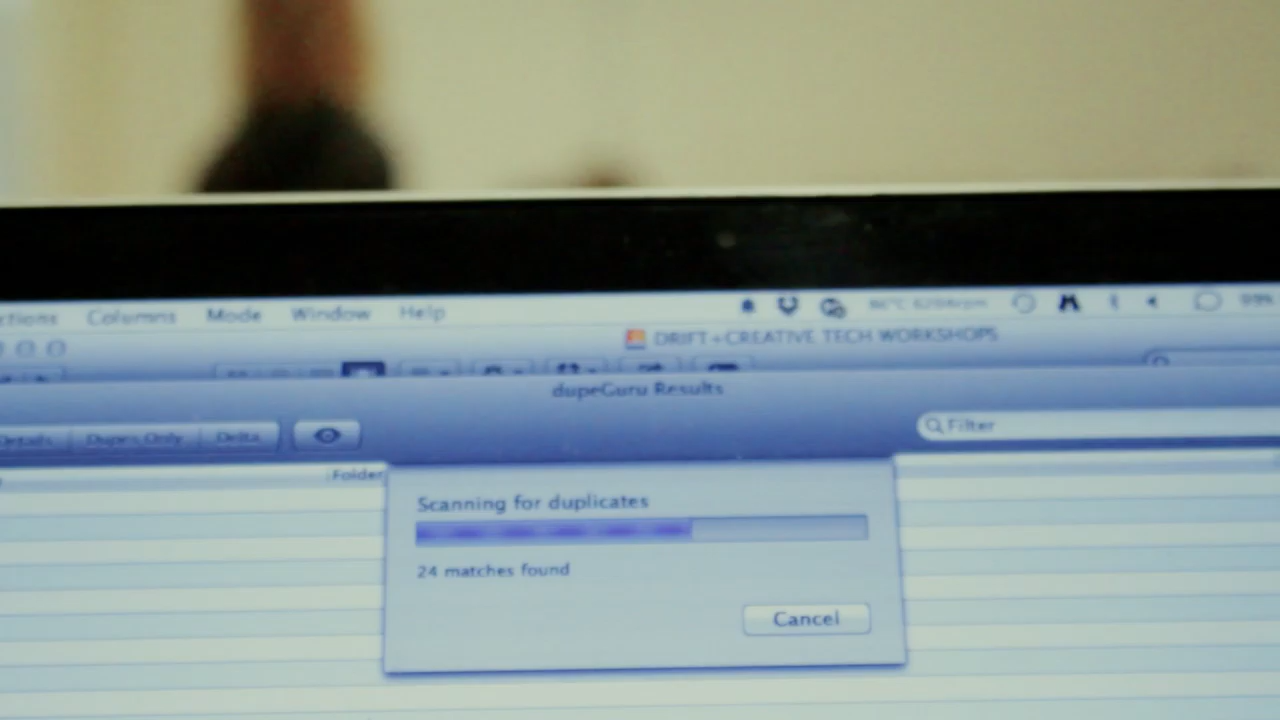 Columns Mode Window Help 99%
DRIFT+CREATIVE TECH WORKSHOPS
dupeGuru Results
Details Dupes Only Delta Filter
Folder
Scanning for duplicates
24 matches found
Cancel